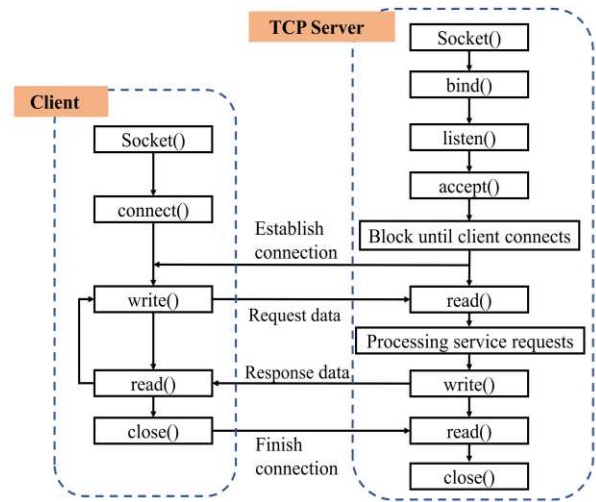 TCP Server
Socket()
bind()
listen()
accept()
Block until client connects
read()
Processing service requests
write()
read()
close()
Client
Socket()
connect()
write()
read()
close()
Establish
connection
Request data
Response data
Finish
connection